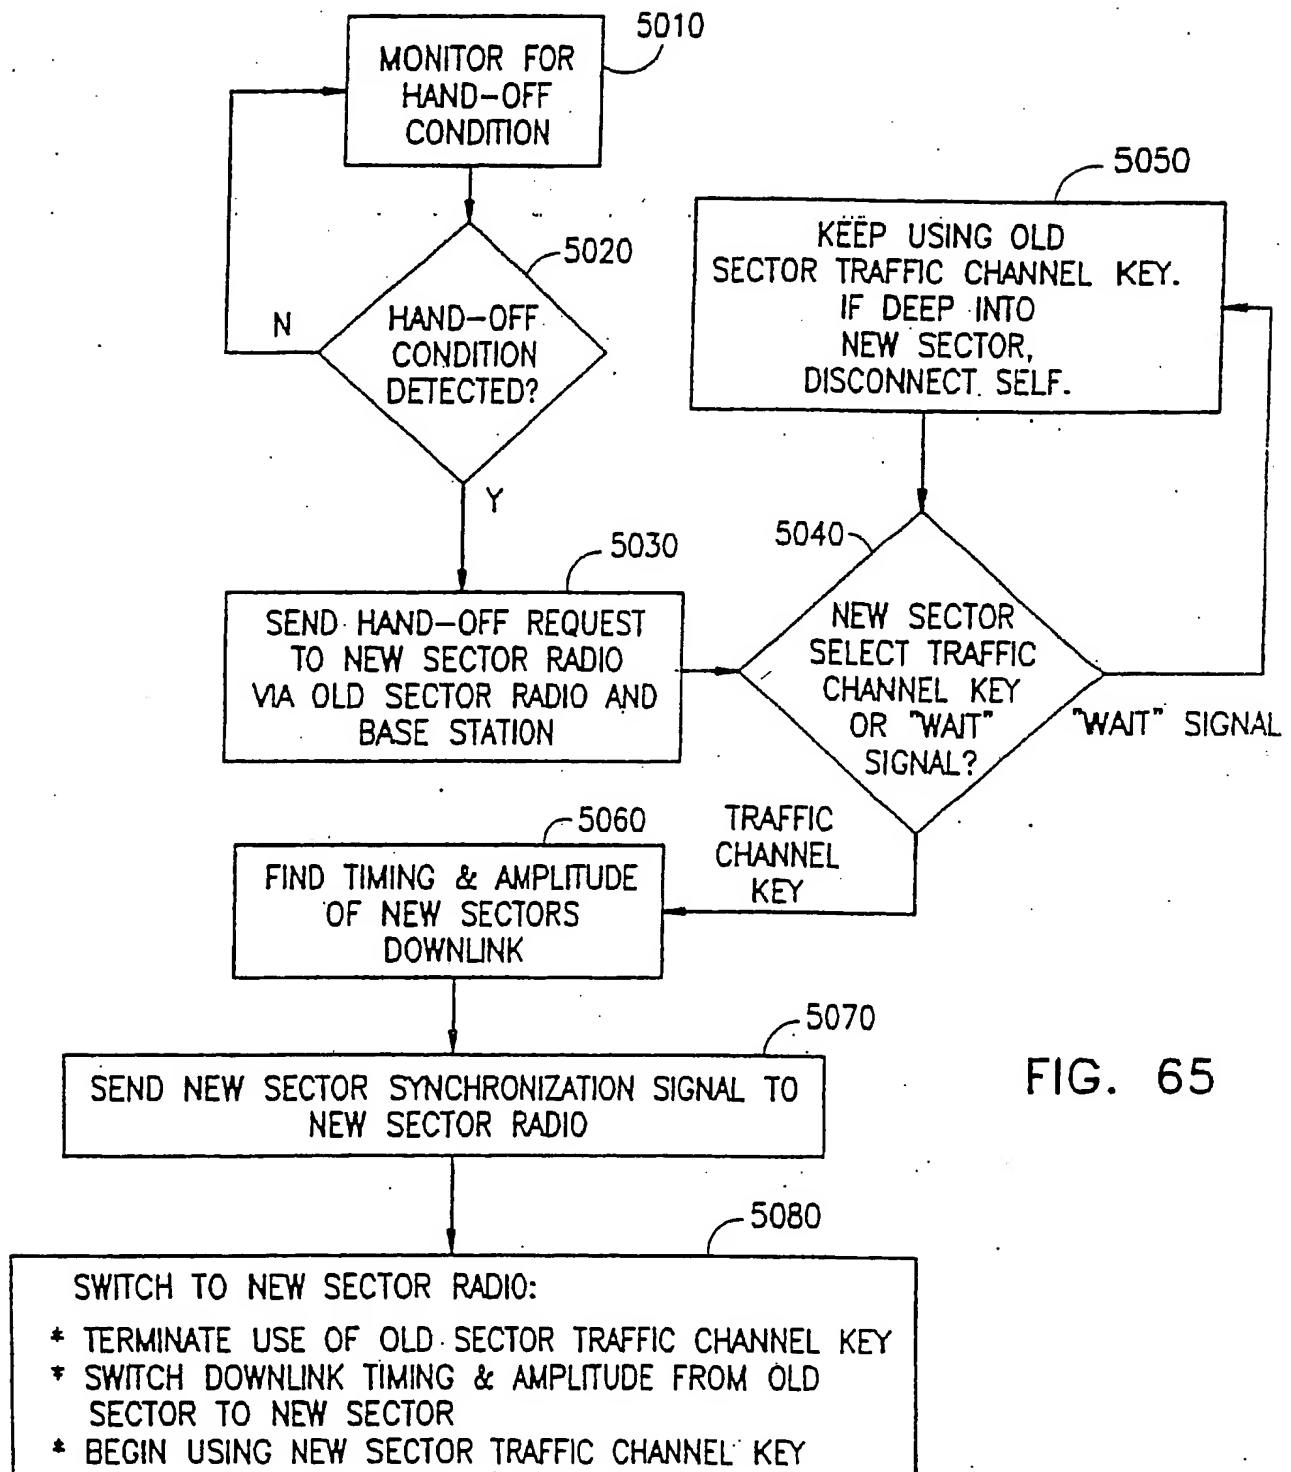 5010
MONITOR FOR
HAND-OFF
CONDITION
5020
HAND-OFF
CONDITION
DETECTED?
N
Y
5030
SEND HAND-OFF REQUEST
TO NEW SECTOR RADIO
VIA OLD SECTOR RADIO AND
BASE STATION
5050
KEEP USING OLD
SECTOR TRAFFIC CHANNEL KEY.
IF DEEP INTO
NEW SECTOR,
DISCONNECT SELF.
5040
NEW SECTOR
SELECT TRAFFIC
CHANNEL KEY
OR "WAIT"
SIGNAL?
"WAIT" SIGNAL
TRAFFIC
CHANNEL
KEY
5060
FIND TIMING & AMPLITUDE
OF NEW SECTORS
DOWNLINK
5070
SEND NEW SECTOR SYNCHRONIZATION SIGNAL TO
NEW SECTOR RADIO
FIG. 65
5080
SWITCH TO NEW SECTOR RADIO:
* TERMINATE USE OF OLD SECTOR TRAFFIC CHANNEL KEY
* SWITCH DOWNLINK TIMING & AMPLITUDE FROM OLD
SECTOR TO NEW SECTOR
* BEGIN USING NEW SECTOR TRAFFIC CHANNEL KEY